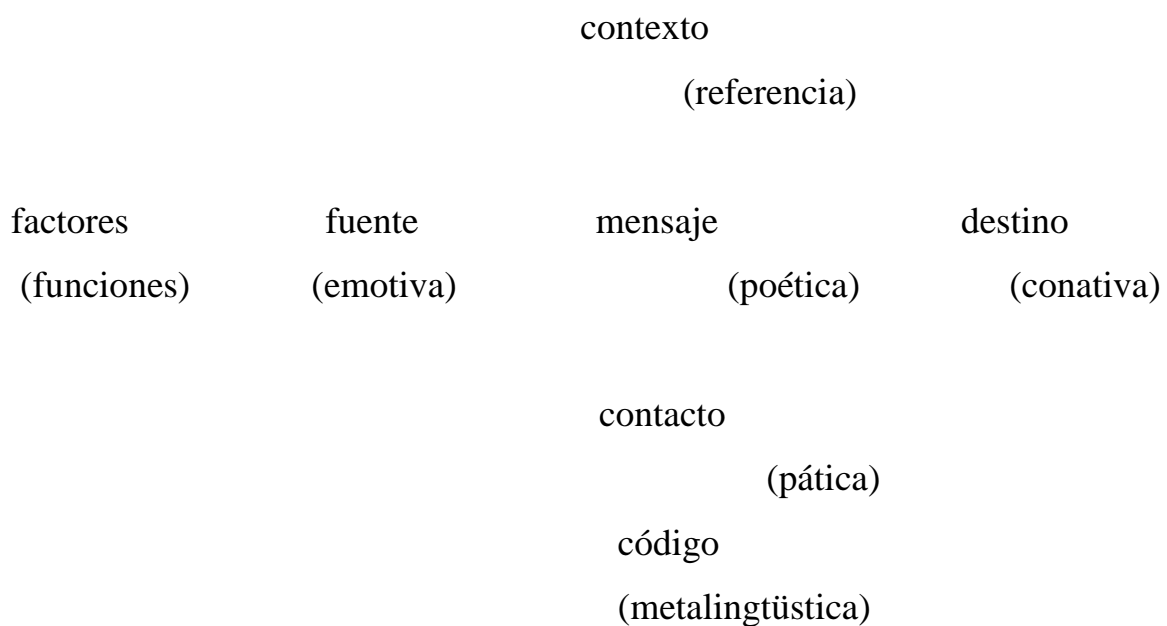 contexto
(referencia)
factores fuente mensaje destino
(funciones) (emotiva) (poética) (conativa)
contacto
(pática)
código
(metalingtüstica)